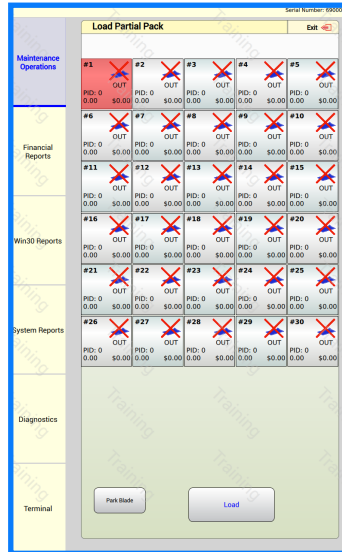 Serial Number: 69000
Load Partial Pack
Exit
Maintenance
Operations
#1 #2 #3 #4 #5
OUT OUT OUT OUT OUT
PID: 0 PID: 0 PID: 0 PID: 0 PID: 0
0.00 $0.00 0.00 $0.00 0.00 $0.00 0.00 $0.00 0.00 $0.00
#6 #7 #8 #9 #10
OUT OUT OUT OUT OUT
PID: 0 PID: 0 PID: 0 PID: 0 PID: 0
0.00 $0.00 0.00 $0.00 0.00 $0.00 0.00 $0.00 0.00 $0.00
Financial
Reports
#11 #12 #13 #14 #15
OUT OUT OUT OUT OUT
PID: 0 PID: 0 PID: 0 PID: 0 PID: 0
0.00 $0.00 0.00 $0.00 0.00 $0.00 0.00 $0.00 0.00 $0.00
#16 #17 #18 #19 #20
Win30 Reports
OUT OUT OUT OUT OUT
PID: 0 PID: 0 PID: 0 PID: 0 PID: 0
0.00 $0.00 0.00 $0.00 0.00 $0.00 0.00 $0.00 0.00 $0.00
#21 #22 #23 #24 #25
OUT OUT OUT OUT OUT
PID: 0 PID: 0 PID: 0 PID: 0 PID: 0
0.00 $0.00 0.00 $0.00 0.00 $0.00 0.00 $0.00 0.00 $0.00
#26 #27 #28 #29 #30
System Reports
OUT OUT OUT OUT OUT
PID: 0 PID: 0 PID: 0 PID: 0 PID: 0
0.00 $0.00 0.00 $0.00 0.00 $0.00 0.00 $0.00 0.00 $0.00
Training
Training
Diagnostics
Training
Training
Terminal
Park Blade
Load